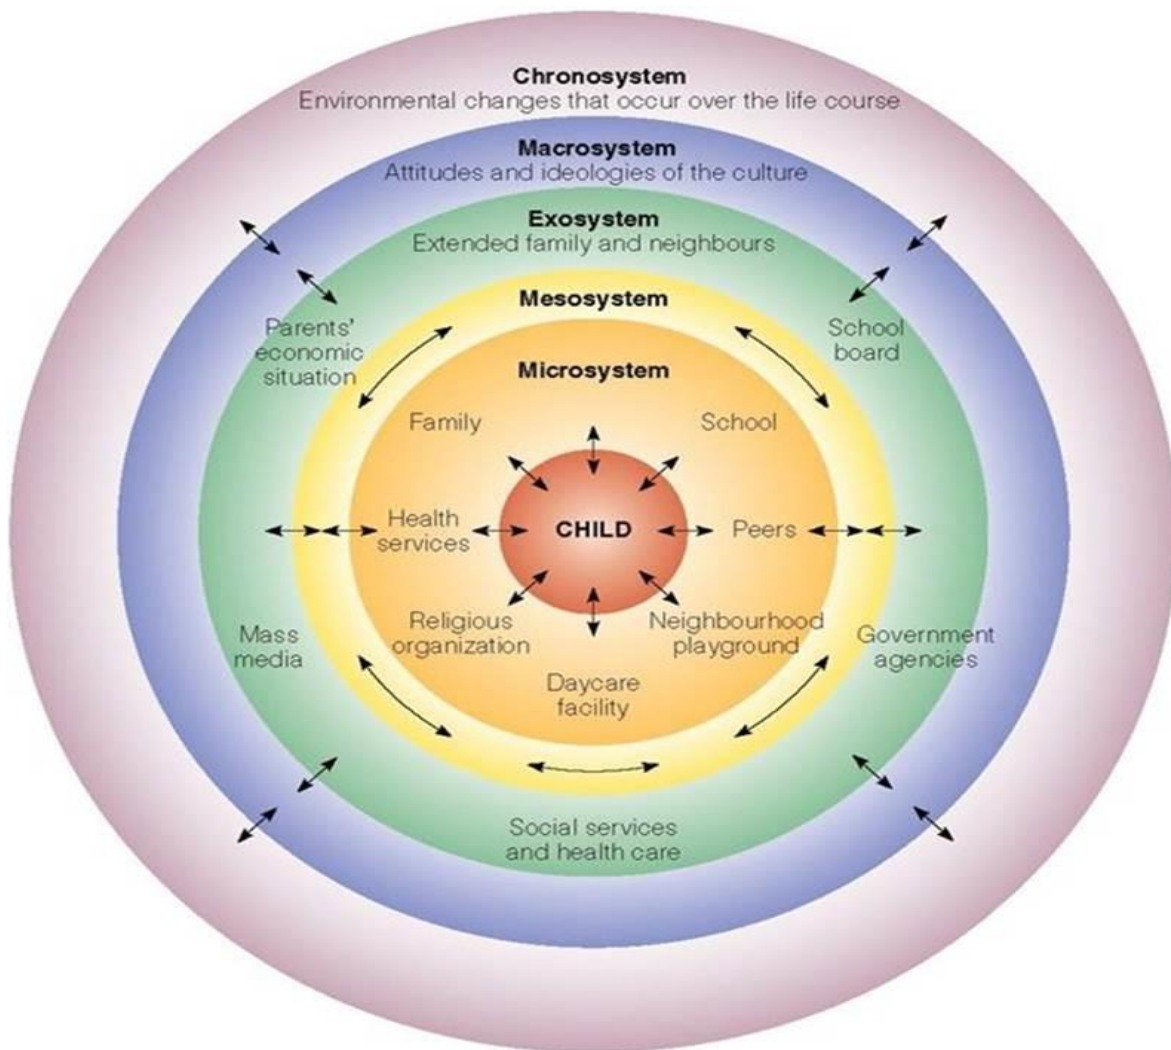 Chronosystem
Environmental changes that occur over the life course
Macrosystem
Attitudes and ideologies of the culture
Exosystem
Extended family and neighbours
Mesosystem
Parents'
economic
situation
School
board
Microsystem
Family
School
Health
services
CHILD
Peers
Religious
organization
Neighbourhood
playground
Mass
media
Government
agencies
Daycare
facility
Social services
and health care